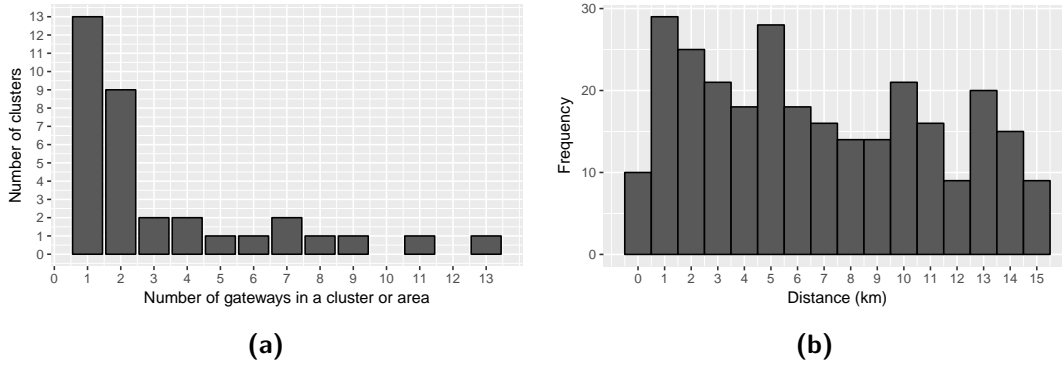 13
12
11
10
9
8
7
6
5
4
3
2
1
0
Number of clusters
0 1 2 3 4 5 6 7 8 9 10 11 12 13
Number of gateways in a cluster or area
(a)
30
20
10
0
Frequency
0 1 2 3 4 5 6 7 8 9 10 11 12 13 14 15
Distance (km)
(b)